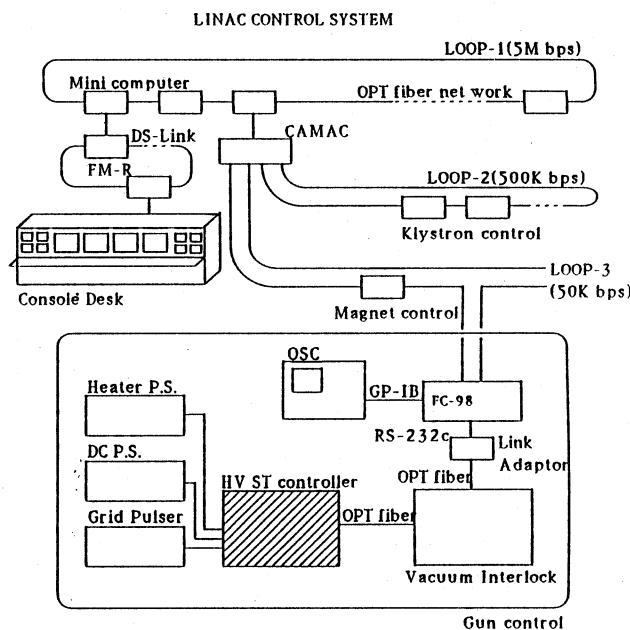 LINAC CONTROL SYSTEM
LOOP-1(5M bps)
Mini computer
OPT fiber net work
DS-Link
CAMAC
FM-R
LOOP-2(500K bps)
Klystron control
LOOP-3
(50K bps)
Console Desk
Magnet control
OSC
Heater P.S.
GP-IB
FC-98
RS-232c
Link
Adaptor
DC P.S.
OPT fiber
HV ST controller
Grid Pulser
OPT fiber
Vacuum Interlock
Gun control